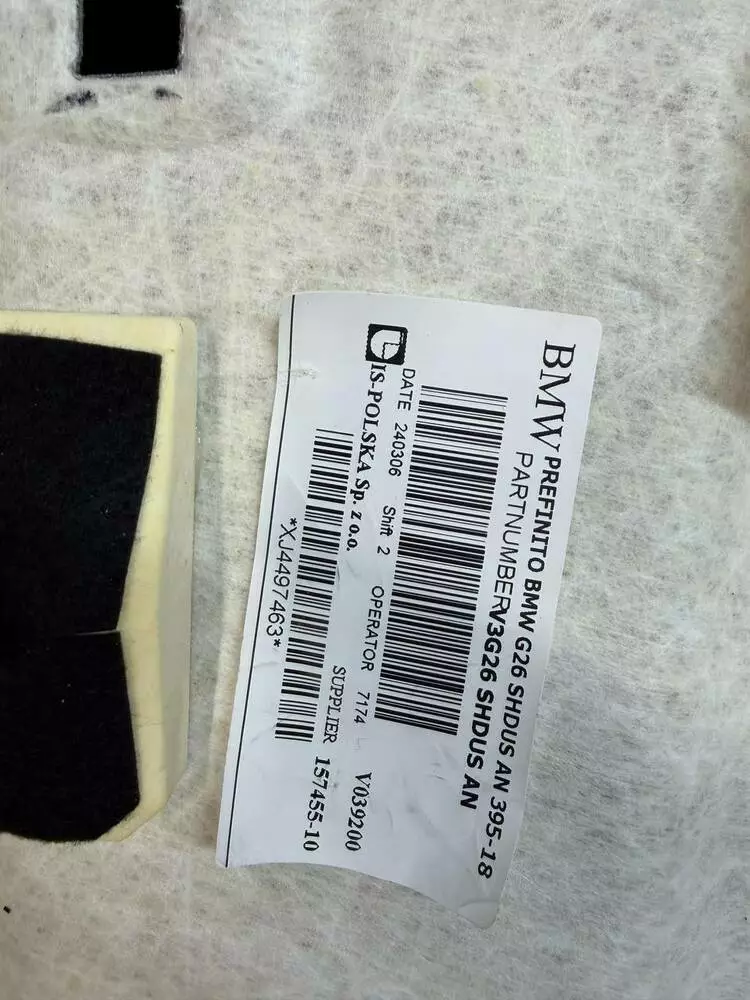 BMW PREFINITO BMW G26 SHDUS AN 395-18
PARTNUMBER V3G26 SHDUS AN
DATE 240306 Shift 2 OPERATOR 7174
IS-POLSKA Sp. z o.o. V039200
SUPPLIER 157455-10
*XJ4497463*